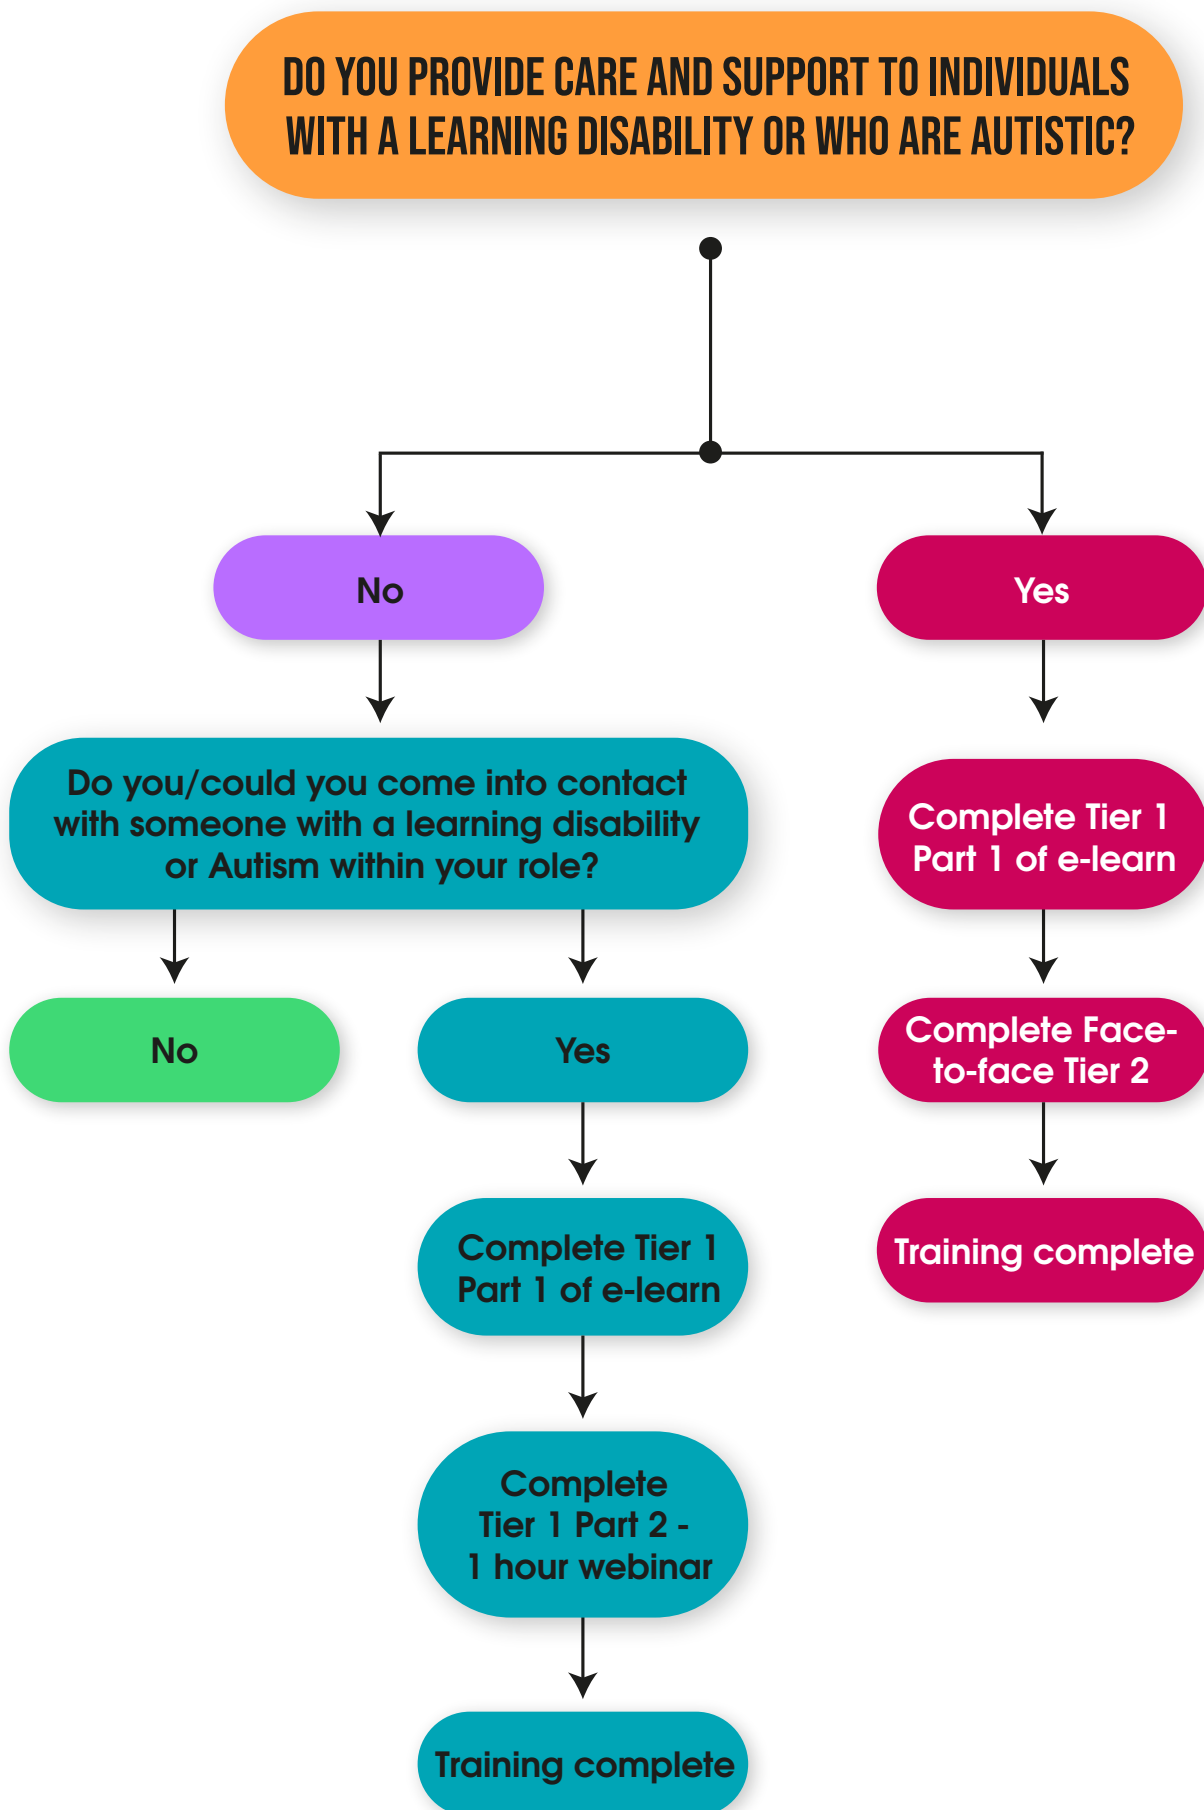 DO YOU PROVIDE CARE AND SUPPORT TO INDIVIDUALS
WITH A LEARNING DISABILITY OR WHO ARE AUTISTIC?
No
Yes
Do you/could you come into contact
with someone with a learning disability
or Autism within your role?
Complete Tier 1
Part 1 of e-learn
No
Yes
Complete Face-
to-face Tier 2
Complete Tier 1
Part 1 of e-learn
Training complete
Complete
Tier 1 Part 2 -
1 hour webinar
Training complete